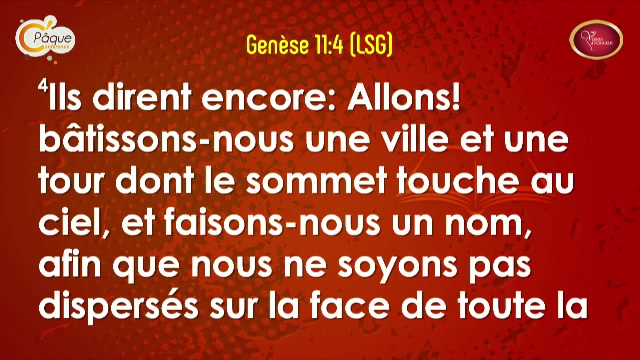 Pâque
Genèse 11:4 (LSG)
⁴Ils dirent encore: Allons!
bâtissons-nous une ville et une
tour dont le sommet touche au
ciel, et faisons-nous un nom,
afin que nous ne soyons pas
dispersés sur la face de toute la